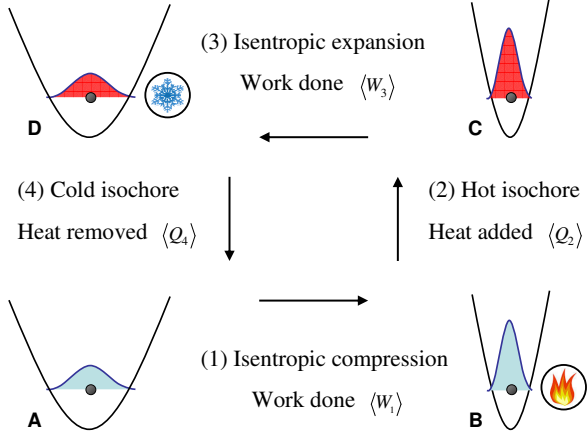 (3) Isentropic expansion
Work done ⟨W₃⟩
D
C
(4) Cold isochore
Heat removed ⟨Q₄⟩
(2) Hot isochore
Heat added ⟨Q₂⟩
(1) Isentropic compression
Work done ⟨W₁⟩
A
B